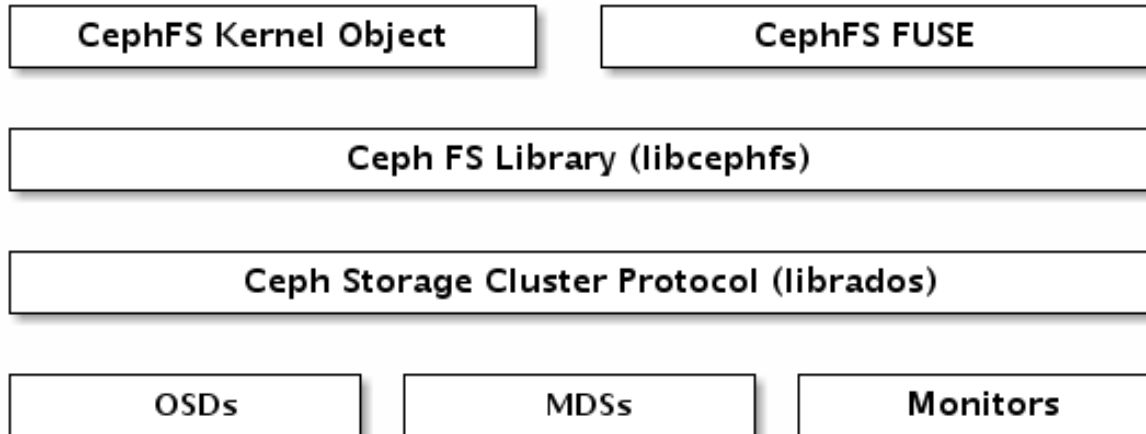 CephFS Kernel Object
CephFS FUSE
Ceph FS Library (libcephfs)
Ceph Storage Cluster Protocol (librados)
OSDs
MDSs
Monitors